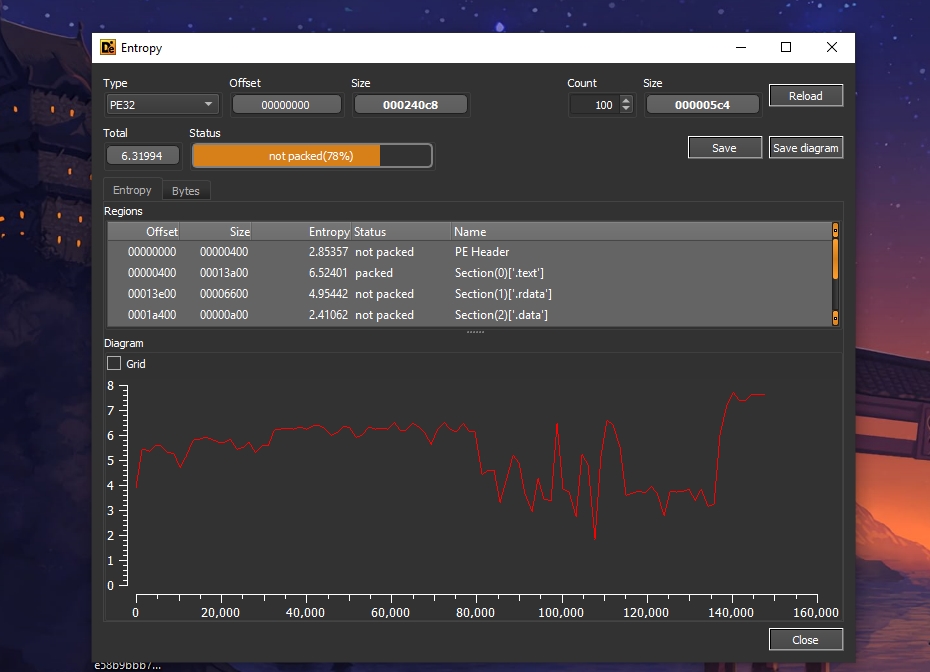 Entropy
Type Offset Size Count Size
PE32 00000000 000240c8 100 000005c4 Reload
Total Status
6.31994 not packed(78%) Save Save diagram
Entropy Bytes
Regions
Offset Size Entropy Status Name
00000000 00000400 2.85357 not packed PE Header
00000400 00013a00 6.52401 packed Section(0)['.text']
00013e00 00006600 4.95442 not packed Section(1)['.rdata']
0001a400 00000a00 2.41062 not packed Section(2)['.data']
Diagram
Grid
8
7
6
5
4
3
2
1
0
0 20,000 40,000 60,000 80,000 100,000 120,000 140,000 160,000
Close
e58b9bbb7...